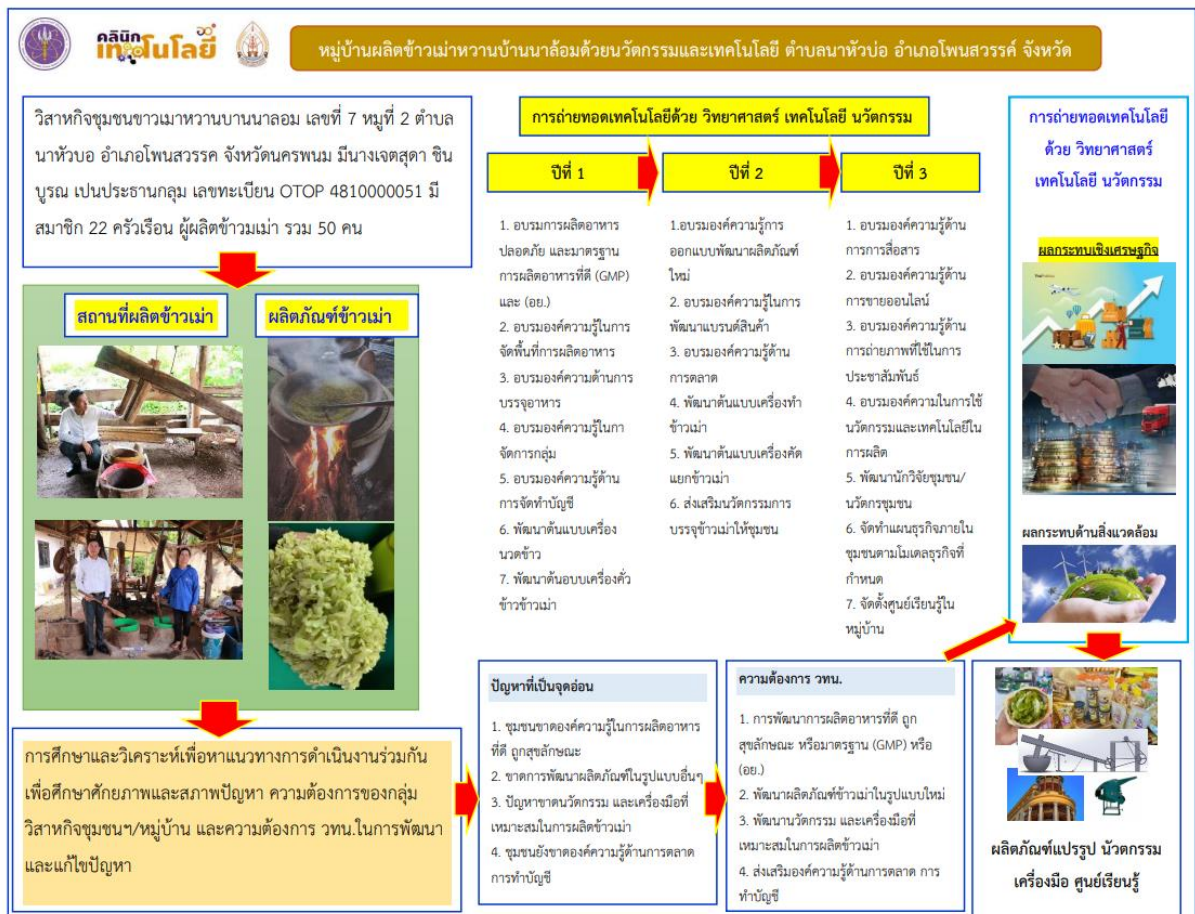 คลินิก
เทคโนโลยี
หมู่บ้านผลิตข้าวเม่าหวานบ้านนาล้อมด้วยนวัตกรรมและเทคโนโลยี ตำบลนาหัวบ่อ อำเภอโพนสวรรค์ จังหวัด
วิสาหกิจชุมชนขาวเมาหวานบานนาลอม เลขที่ 7 หมูที่ 2 ตำบล
นาหัวบอ อำเภอโพนสวรรค จังหวัดนครพนม มีนางเจตสุดา ชิน
บูรณ เปนประธานกลุม เลขทะเบียน OTOP 4810000051 มี
สมาชิก 22 ครัวเรือน ผู้ผลิตข้าวมเม่า รวม 50 คน
สถานที่ผลิตข้าวเม่า
ผลิตภัณฑ์ข้าวเม่า
การศึกษาและวิเคราะห์เพื่อหาแนวทางการดำเนินงานร่วมกัน
เพื่อศึกษาศักยภาพและสภาพปัญหา ความต้องการของกลุ่ม
วิสาหกิจชุมชนฯ/หมู่บ้าน และความต้องการ วทน.ในการพัฒนา
และแก้ไขปัญหา
การถ่ายทอดเทคโนโลยีด้วย วิทยาศาสตร์ เทคโนโลยี นวัตกรรม
ปีที่ 1
1. อบรมการผลิตอาหาร
ปลอดภัย และมาตรฐาน
การผลิตอาหารที่ดี (GMP)
และ (อย.)
2. อบรมองค์ความรู้ในการ
จัดพื้นที่การผลิตอาหาร
3. อบรมองค์ความด้านการ
บรรจุอาหาร
4. อบรมองค์ความรู้ในกา
จัดการกลุ่ม
5. อบรมองค์ความรู้ด้าน
การจัดทำบัญชี
6. พัฒนาต้นแบบเครื่อง
นวดข้าว
7. พัฒนาต้นอบบเครื่องคั่ว
ข้าวข้าวเม่า
ปีที่ 2
1.อบรมองค์ความรู้การ
ออกแบบพัฒนาผลิตภัณฑ์
ใหม่
2. อบรมองค์ความรู้ในการ
พัฒนาแบรนด์สินค้า
3. อบรมองค์ความรู้ด้าน
การตลาด
4. พัฒนาต้นแบบเครื่องทำ
ข้าวเม่า
5. พัฒนาต้นแบบเครื่องคัด
แยกข้าวเม่า
6. ส่งเสริมนวัตกรรมการ
บรรจุข้าวเม่าให้ชุมชน
ปีที่ 3
1. อบรมองค์ความรู้ด้าน
การการสื่อสาร
2. อบรมองค์ความรู้ด้าน
การขายออนไลน์
3. อบรมองค์ความรู้ด้าน
การถ่ายภาพที่ใช้ในการ
ประชาสัมพันธ์
4. อบรมองค์ความในการใช้
นวัตกรรมและเทคโนโลยีใน
การผลิต
5. พัฒนานักวิจัยชุมชน/
นวัตกรชุมชน
6. จัดทำแผนธุรกิจภายใน
ชุมชนตามโมเดลธุรกิจที่
กำหนด
7. จัดตั้งศูนย์เรียนรู้ใน
หมู่บ้าน
ปัญหาที่เป็นจุดอ่อน
1. ชุมชนขาดองค์ความรู้ในการผลิตอาหาร
ที่ดี ถูกสุขลักษณะ
2. ขาดการพัฒนาผลิตภัณฑ์ในรูปแบบอื่นๆ
3. ปัญหาขาดนวัตกรรม และเครื่องมือที่
เหมาะสมในการผลิตข้าวเม่า
4. ชุมชนยังขาดองค์ความรู้ด้านการตลาด
การทำบัญชี
ความต้องการ วทน.
1. การพัฒนาการผลิตอาหารที่ดี ถูก
สุขลักษณะ หรือมาตรฐาน (GMP) หรือ
(อย.)
2. พัฒนาผลิตภัณฑ์ข้าวเม่าในรูปแบบใหม่
3. พัฒนานวัตกรรม และเครื่องมือที่
เหมาะสมในการผลิตข้าวเม่า
4. ส่งเสริมองค์ความรู้ด้านการตลาด การ
ทำบัญชี
การถ่ายทอดเทคโนโลยี
ด้วย วิทยาศาสตร์
เทคโนโลยี นวัตกรรม
ผลกระทบเชิงเศรษฐกิจ
ผลกระทบด้านสิ่งแวดล้อม
ผลิตภัณฑ์แปรรูป นัวตกรรม
เครื่องมือ ศูนย์เรียนรู้